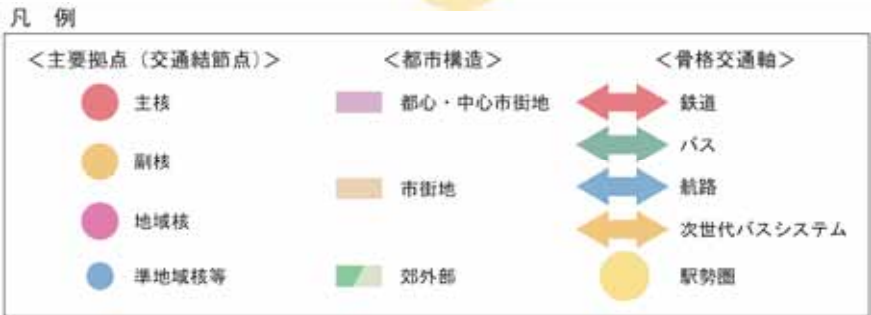 凡 例
＜主要拠点（交通結節点）＞
主核
副核
地域核
準地域核等
＜都市構造＞
都心・中心市街地
市街地
郊外部
＜骨格交通軸＞
鉄道
バス
航路
次世代バスシステム
駅勢圏